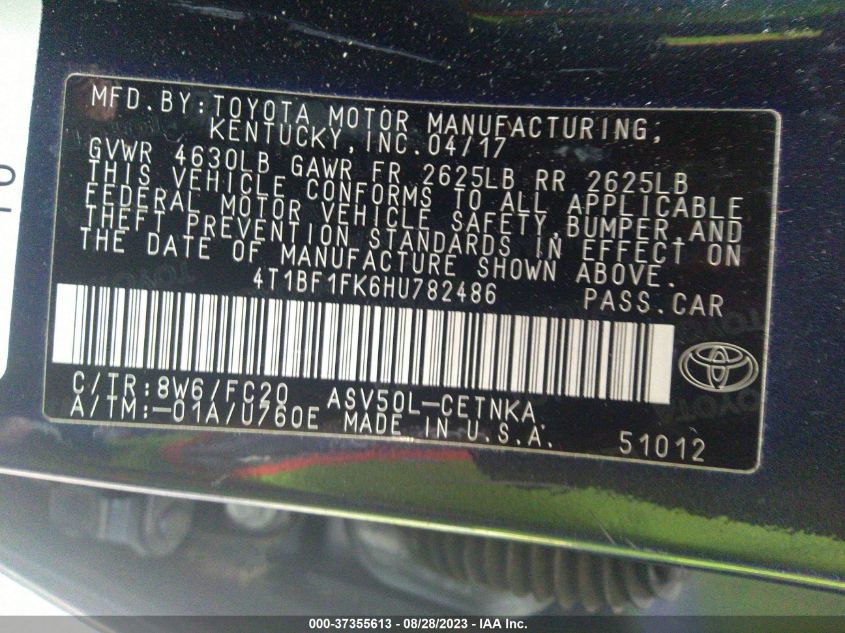 MFD.BY:TOYOTA MOTOR MANUFACTURING,
KENTUCKY,INC.04/17
GVWR 4630LB GAWR FR 2625LB RR 2625LB
THIS VEHICLE CONFORMS TO ALL APPLICABLE
FEDERAL MOTOR VEHICLE SAFETY,BUMPER AND
THEFT PREVENTION STANDARDS IN EFFECT ON
THE DATE OF MANUFACTURE SHOWN ABOVE.
4T1BF1FK6HU782486 PASS.CAR
C/TR:8W6/FC20 ASV50L-CETNKA
A/TM:-01A/U760E MADE IN U.S.A. 51012
000-37355613 - 08/28/2023 - IAA Inc.